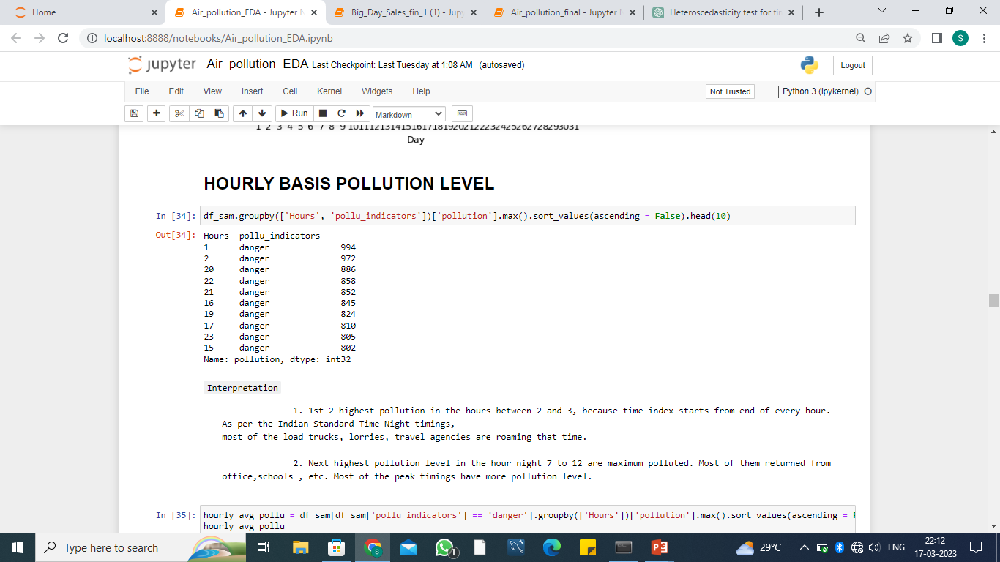 Home
Air_pollution_EDA - Jupyter N
Big_Day_Sales_fin_1 (1) - Jupy
Air_pollution_final - Jupyter N
Heteroscedasticity test for tim
localhost:8888/notebooks/Air_pollution_EDA.ipynb
S
jupyter Air_pollution_EDA Last Checkpoint: Last Tuesday at 1:08 AM (autosaved)
Logout
File Edit View Insert Cell Kernel Widgets Help
Not Trusted
Python 3 (ipykernel)
Run
Markdown
1 2 3 4 5 6 7 8 9 10111213141516171819202122232425262728293031
Day
HOURLY BASIS POLLUTION LEVEL
In [34]: df_sam.groupby(['Hours', 'pollu_indicators'])['pollution'].max().sort_values(ascending = False).head(10)
Out[34]: Hours pollu_indicators
1 danger 994
2 danger 972
20 danger 886
22 danger 858
21 danger 852
16 danger 845
19 danger 824
17 danger 810
23 danger 805
15 danger 802
Name: pollution, dtype: int32
Interpretation
1. 1st 2 highest pollution in the hours between 2 and 3, because time index starts from end of every hour.
As per the Indian Standard Time Night timings,
most of the load trucks, lorries, travel agencies are roaming that time.
2. Next highest pollution level in the hour night 7 to 12 are maximum polluted. Most of them returned from
office,schools , etc. Most of the peak timings have more pollution level.
In [35]: hourly_avg_pollu = df_sam[df_sam['pollu_indicators'] == 'danger'].groupby(['Hours'])['pollution'].max().sort_values(ascending = F
hourly_avg_pollu
Type here to search
1
29°C
ENG
22:12
17-03-2023